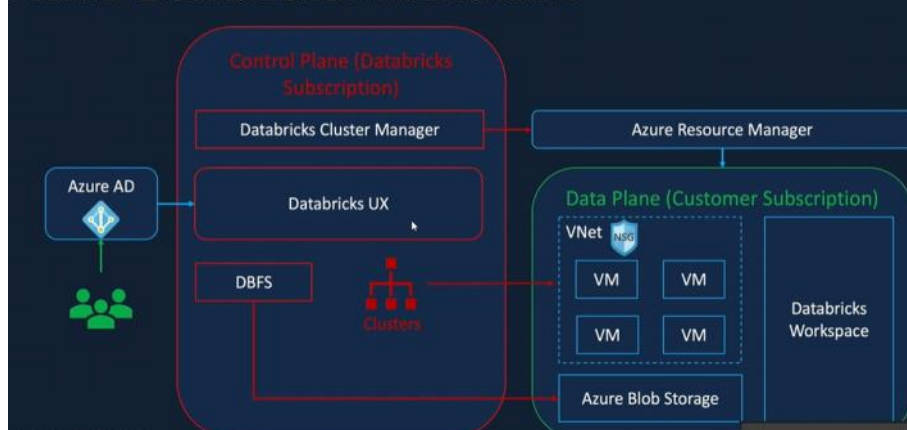 Control Plane (Databricks
Subscription)
Databricks Cluster Manager
Azure Resource Manager
Azure AD
Databricks UX
Data Plane (Customer Subscription)
VNet
NSG
DBFS
VM
VM
Clusters
Databricks
Workspace
VM
VM
Azure Blob Storage